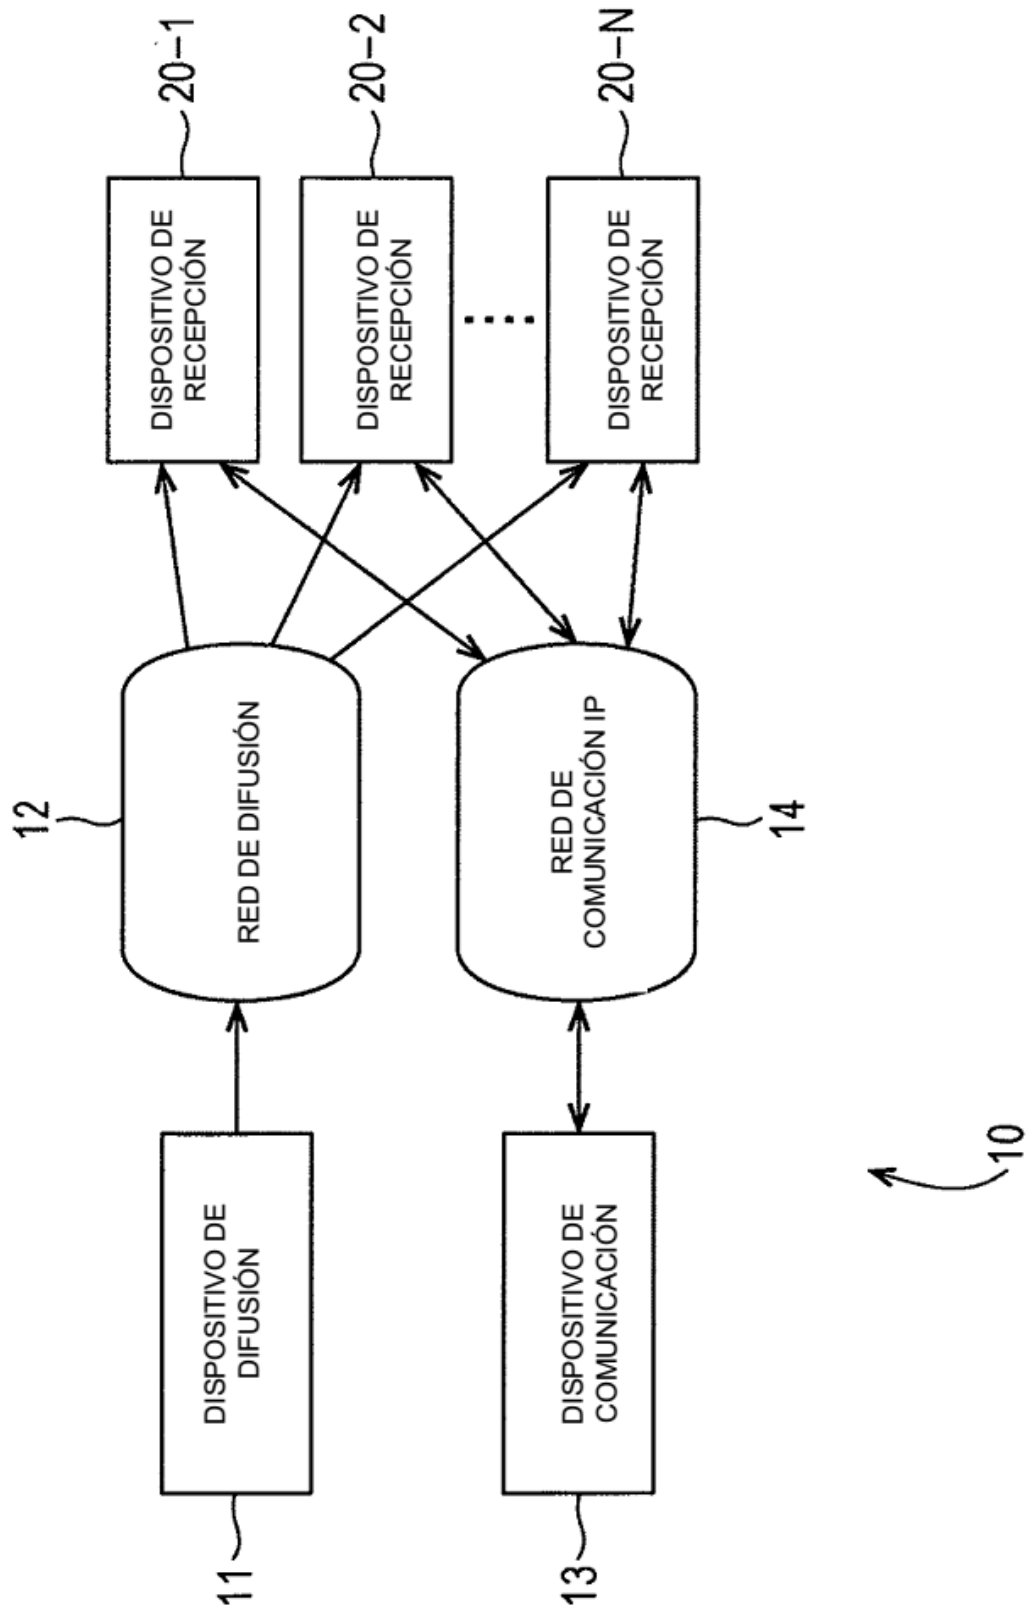 12
20-1
11
DISPOSITIVO DE
DIFUSIÓN
RED DE DIFUSIÓN
DISPOSITIVO DE
RECEPCIÓN
20-2
DISPOSITIVO DE
RECEPCIÓN
13
DISPOSITIVO DE
COMUNICACIÓN
RED DE
COMUNICACIÓN IP
14
DISPOSITIVO DE
RECEPCIÓN
20-N
10